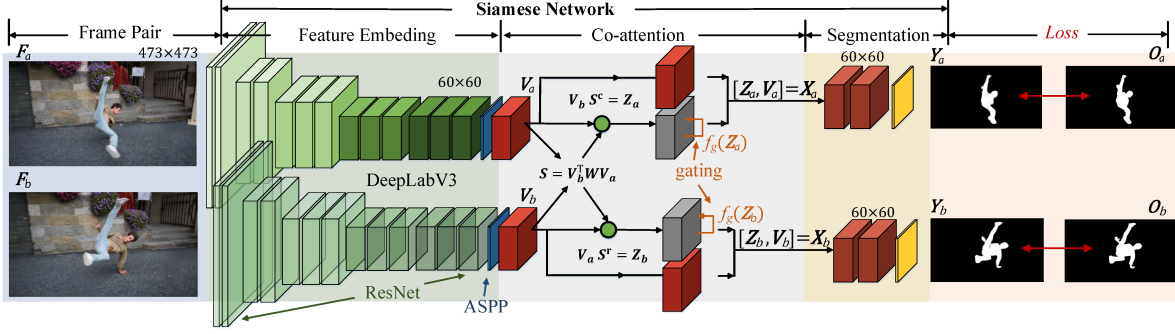 Siamese Network
Frame Pair
Feature Embeding
Co-attention
Segmentation
Loss
F_a
473×473
60×60
V_a
V_b S^c = Z_a
[Z_a, V_a] = X_a
60×60
Y_a
O_a
f_g(Z_a)
DeepLabV3
S = V_b^T W V_a
gating
F_b
V_b
f_g(Z_b)
60×60
Y_b
O_b
[Z_b, V_b] = X_b
V_a S^r = Z_b
ResNet
ASPP